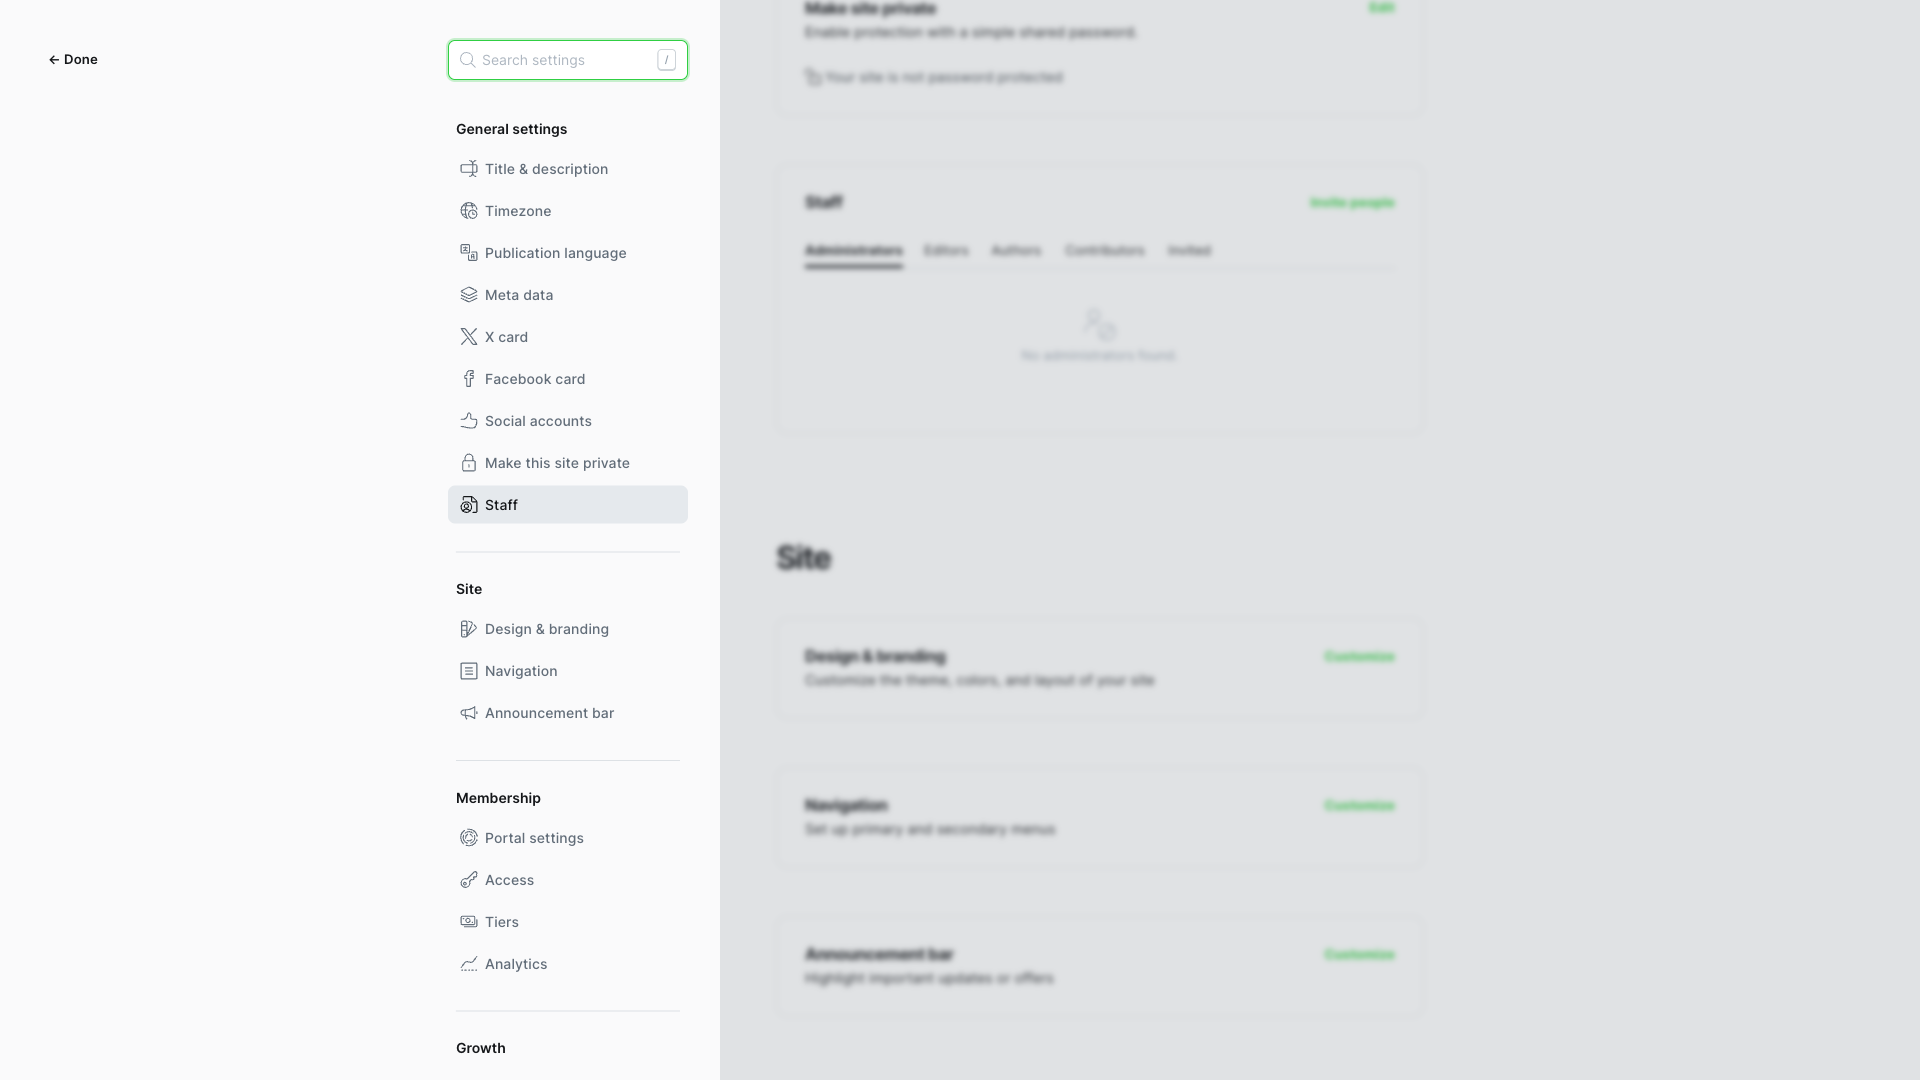 ← Done
Search settings
/
General settings
Title & description
Timezone
Publication language
Meta data
X card
Facebook card
Social accounts
Make this site private
Staff
Site
Design & branding
Navigation
Announcement bar
Membership
Portal settings
Access
Tiers
Analytics
Growth
Make site private
Edit
Enable protection with a simple shared password.
Your site is not password protected
Staff
Invite people
Administrators
Editors
Authors
Contributors
Invited
No administrators found.
Site
Design & branding
Customize
Customize the theme, colors, and layout of your site
Navigation
Customize
Set up primary and secondary menus
Announcement bar
Customize
Highlight important updates or offers